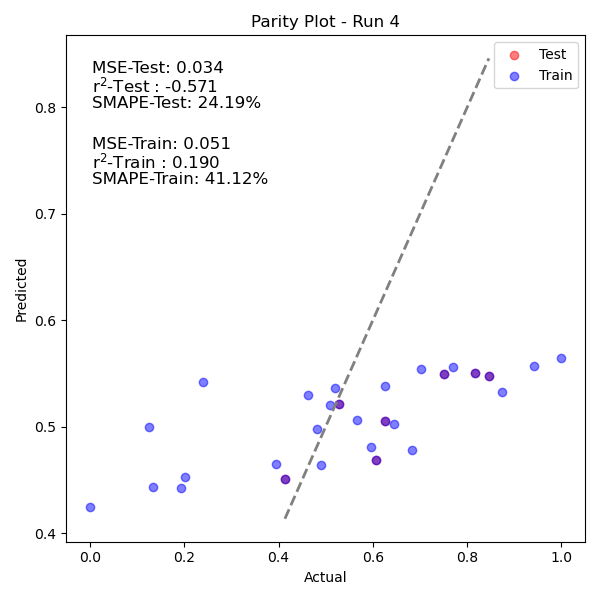 Parity Plot - Run 4
MSE-Test: 0.034
r²-Test : -0.571
SMAPE-Test: 24.19%
MSE-Train: 0.051
r²-Train : 0.190
SMAPE-Train: 41.12%
Test
Train
Predicted
0.8
0.7
0.6
0.5
0.4
0.0 0.2 0.4 0.6 0.8 1.0
Actual